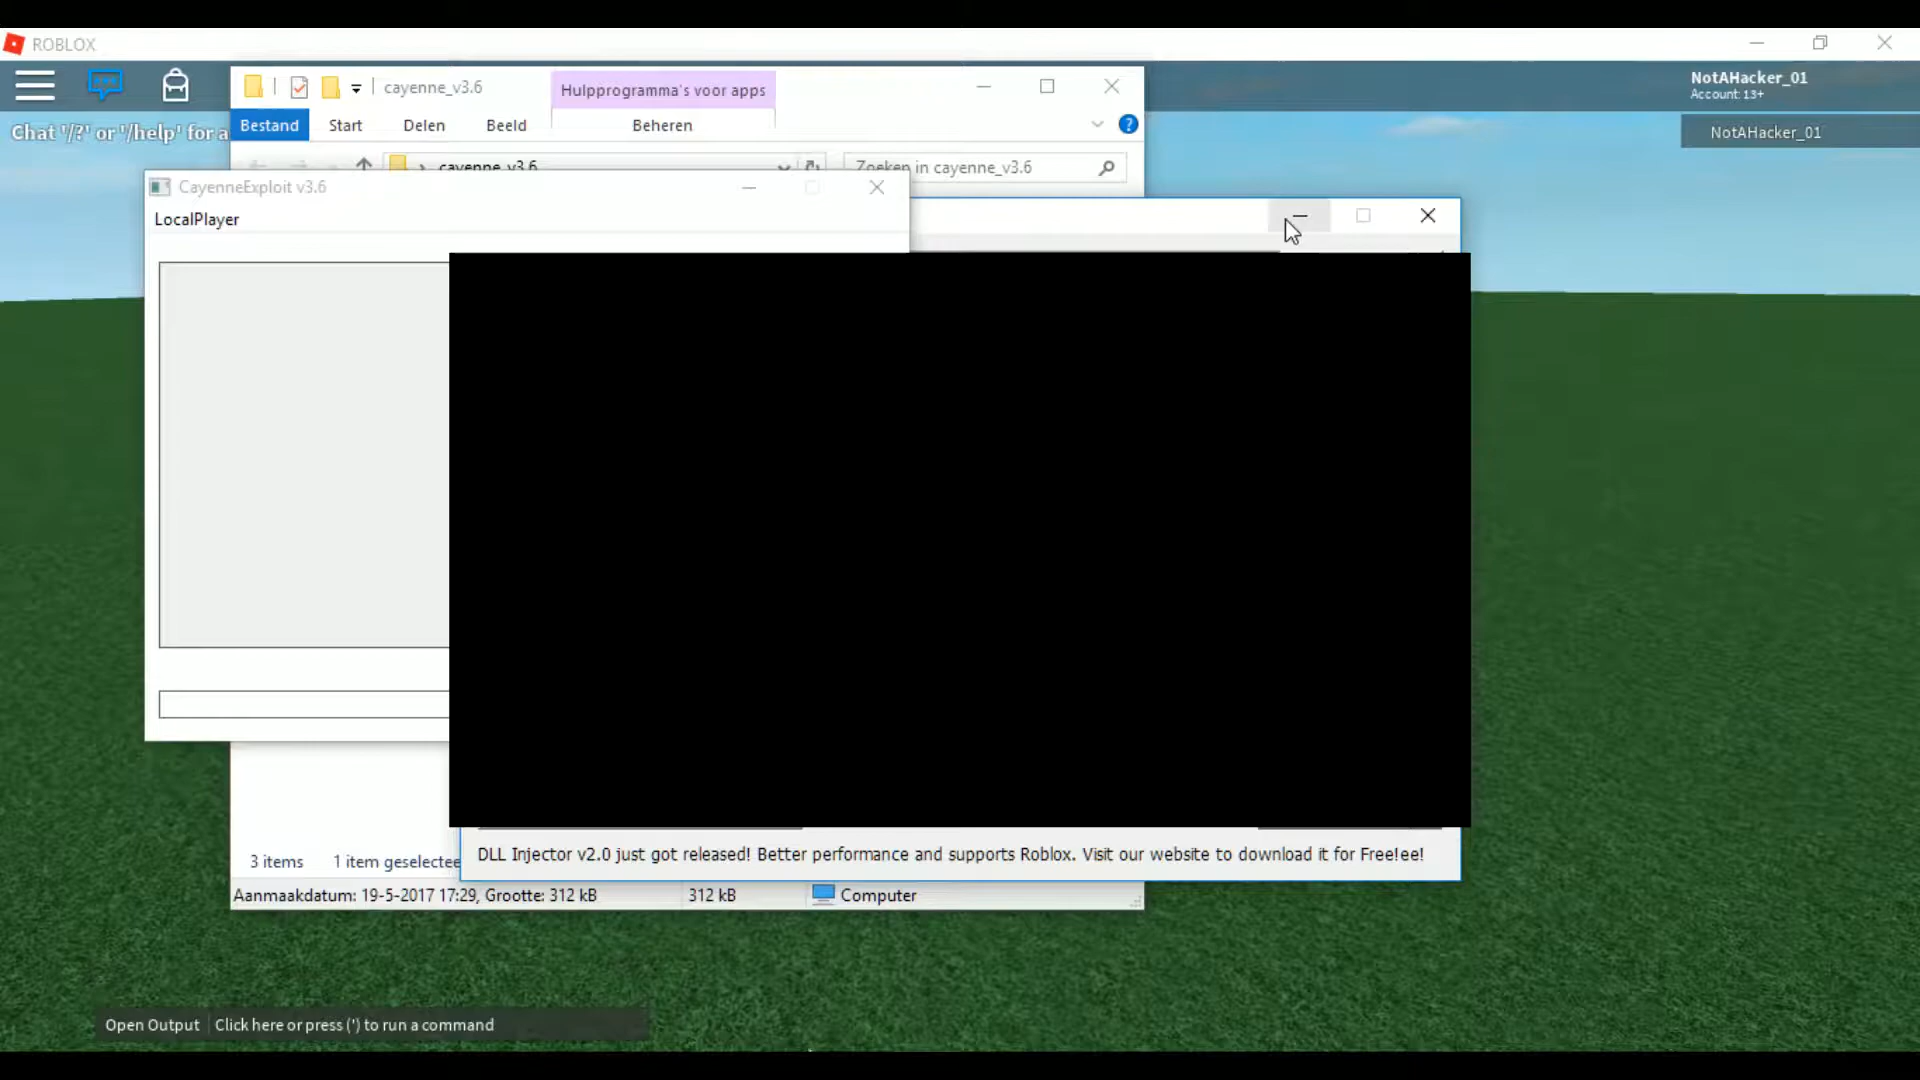 ROBLOX
NotAHacker_01
Account: 13+
NotAHacker_01
Chat '/?' or '/help' for a
cayenne_v3.6
Hulpprogramma's voor apps
Bestand
Start
Delen
Beeld
Beheren
cayenne_v3.6
Zoeken in cayenne_v3.6
CayenneExploit v3.6
LocalPlayer
DLL Injector v2.0 just got released! Better performance and supports Roblox. Visit our website to download it for Free!ee!
3 items
1 item geselectee
Aanmaakdatum: 19-5-2017 17:29, Grootte: 312 kB
312 kB
Computer
Open Output
Click here or press (') to run a command